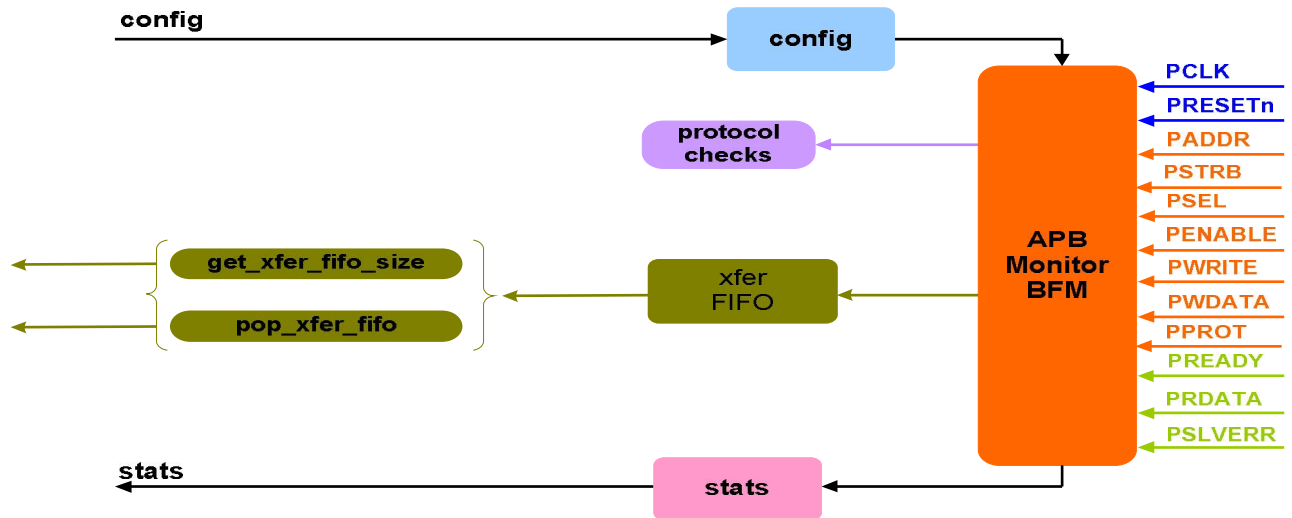 config
config
PCLK
PRESETn
protocol
checks
PADDR
PSTRB
PSEL
APB
Monitor
BFM
PENABLE
get_xfer_fifo_size
xfer
FIFO
PWRITE
PWDATA
pop_xfer_fifo
PPROT
PREADY
PRDATA
PSLVERR
stats
stats